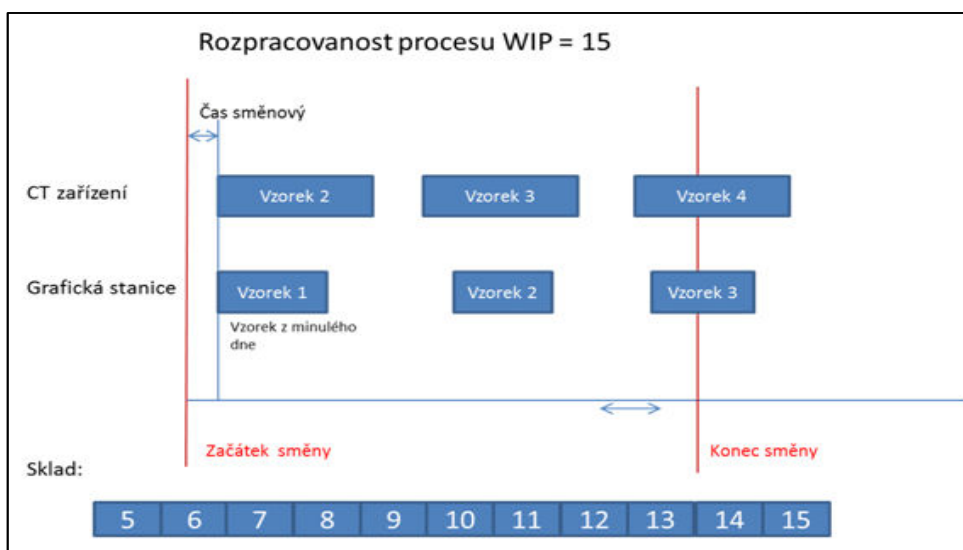 Rozpracovanost procesu WIP = 15
Čas směnový
CT zařízení
Vzorek 2
Vzorek 3
Vzorek 4
Grafická stanice
Vzorek 1
Vzorek 2
Vzorek 3
Vzorek z minulého
dne
Začátek směny
Konec směny
Sklad:
5 6 7 8 9 10 11 12 13 14 15